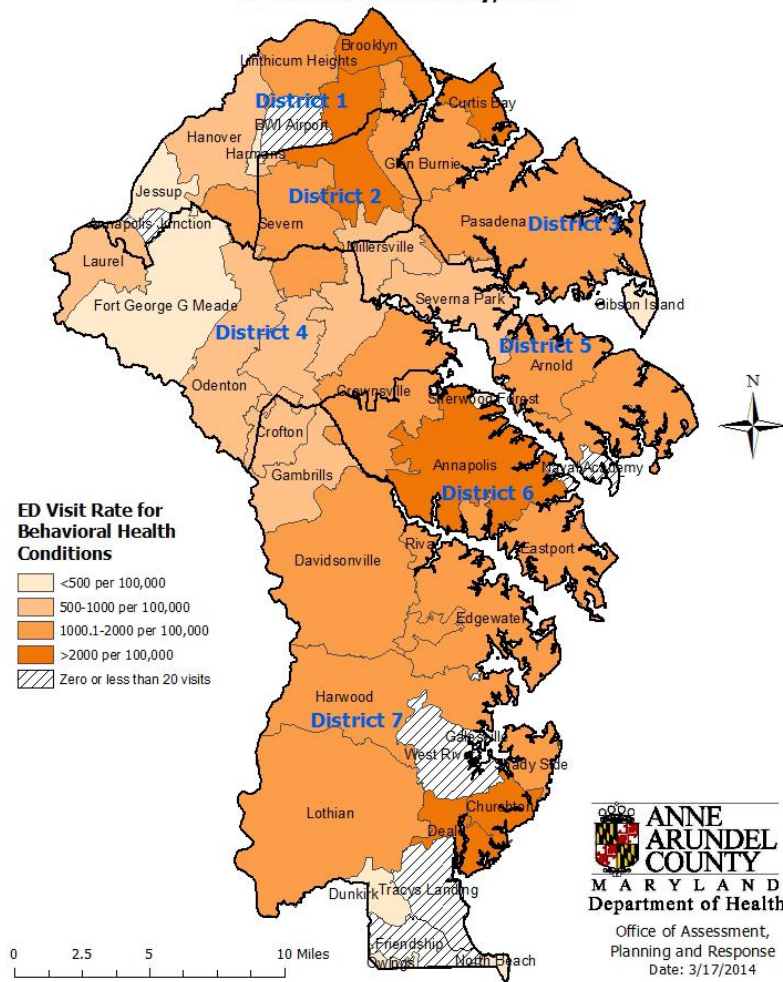 Brooklyn
Linthicum Heights
District 1
BWI Airport
Curtis Bay
Hanover
Harmans
Glen Burnie
Jessup
District 2
Annapolis Junction
Severn
Pasadena
District 3
Millersville
Laurel
Fort George G Meade
Severna Park
Gibson Island
District 4
District 5
Arnold
Odenton
Crownsville
Sherwood Forest
N
Crofton
Annapolis
Naval Academy
Gambrills
District 6
ED Visit Rate for
Behavioral Health
Conditions
<500 per 100,000
500-1000 per 100,000
1000.1-2000 per 100,000
>2000 per 100,000
Zero or less than 20 visits
Riva
Eastport
Davidsonville
Edgewater
Harwood
District 7
Galesville
West River
Shady Side
Lothian
Churchton
Deale
Dunkirk
Tracys Landing
Friendship
Owings
North Beach
0 2.5 5 10 Miles
ANNE
ARUNDEL
COUNTY
MARYLAND
Department of Health
Office of Assessment,
Planning and Response
Date: 3/17/2014